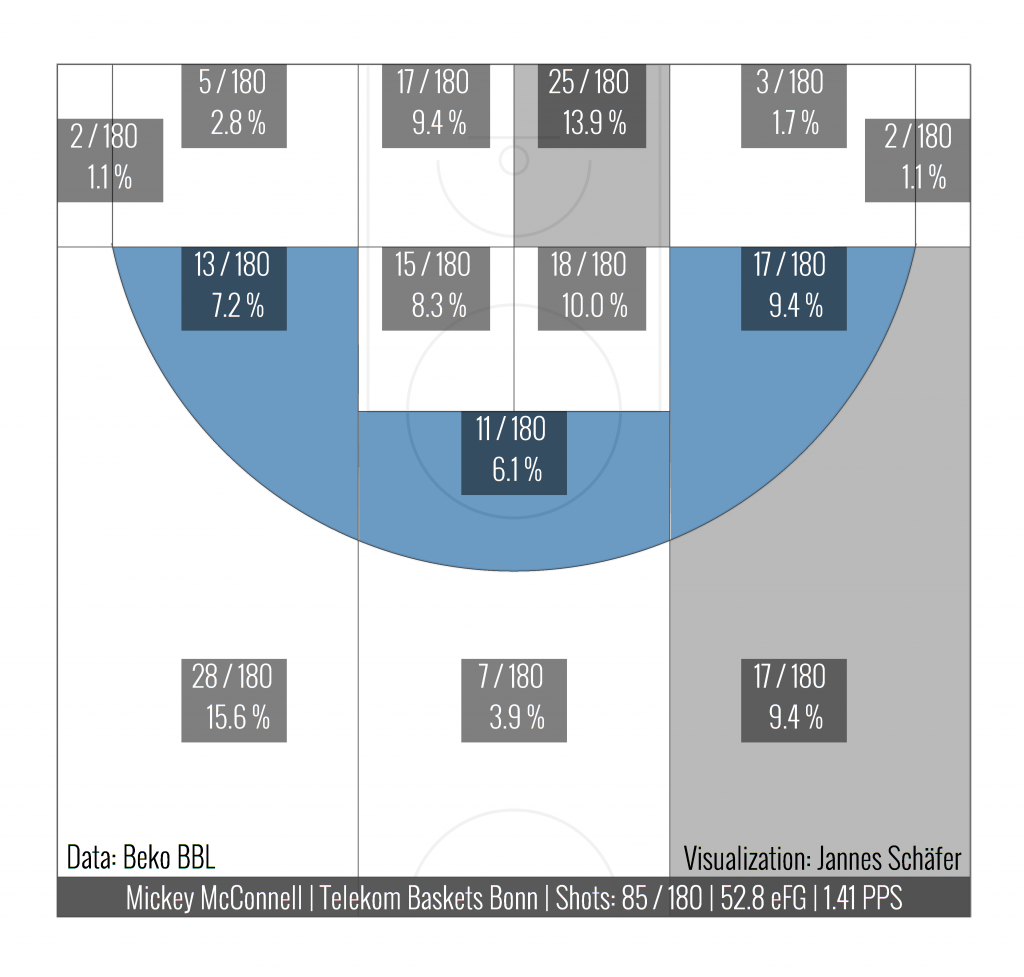 5 / 180
2.8 %
17 / 180
9.4 %
25 / 180
13.9 %
3 / 180
1.7 %
2 / 180
1.1 %
2 / 180
1.1 %
13 / 180
7.2 %
15 / 180
8.3 %
18 / 180
10.0 %
17 / 180
9.4 %
11 / 180
6.1 %
28 / 180
15.6 %
7 / 180
3.9 %
17 / 180
9.4 %
Data: Beko BBL
Visualization: Jannes Schäfer
Mickey McConnell | Telekom Baskets Bonn | Shots: 85 / 180 | 52.8 eFG | 1.41 PPS